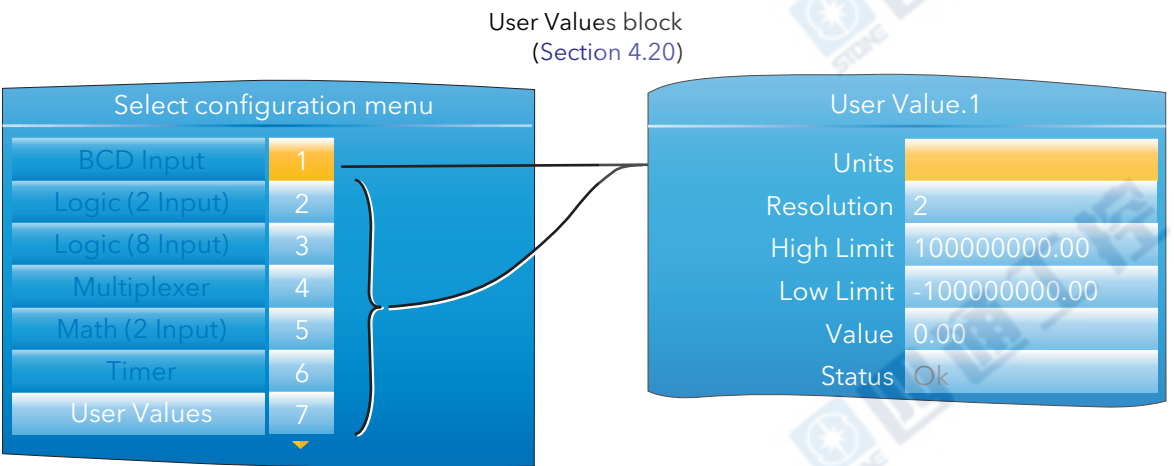 User Values block
(Section 4.20)
Select configuration menu
BCD Input 1
Logic (2 Input) 2
Logic (8 Input) 3
Multiplexer 4
Math (2 Input) 5
Timer 6
User Values 7
User Value.1
Units
Resolution 2
High Limit 100000000.00
Low Limit -100000000.00
Value 0.00
Status Ok
STONE
STONE